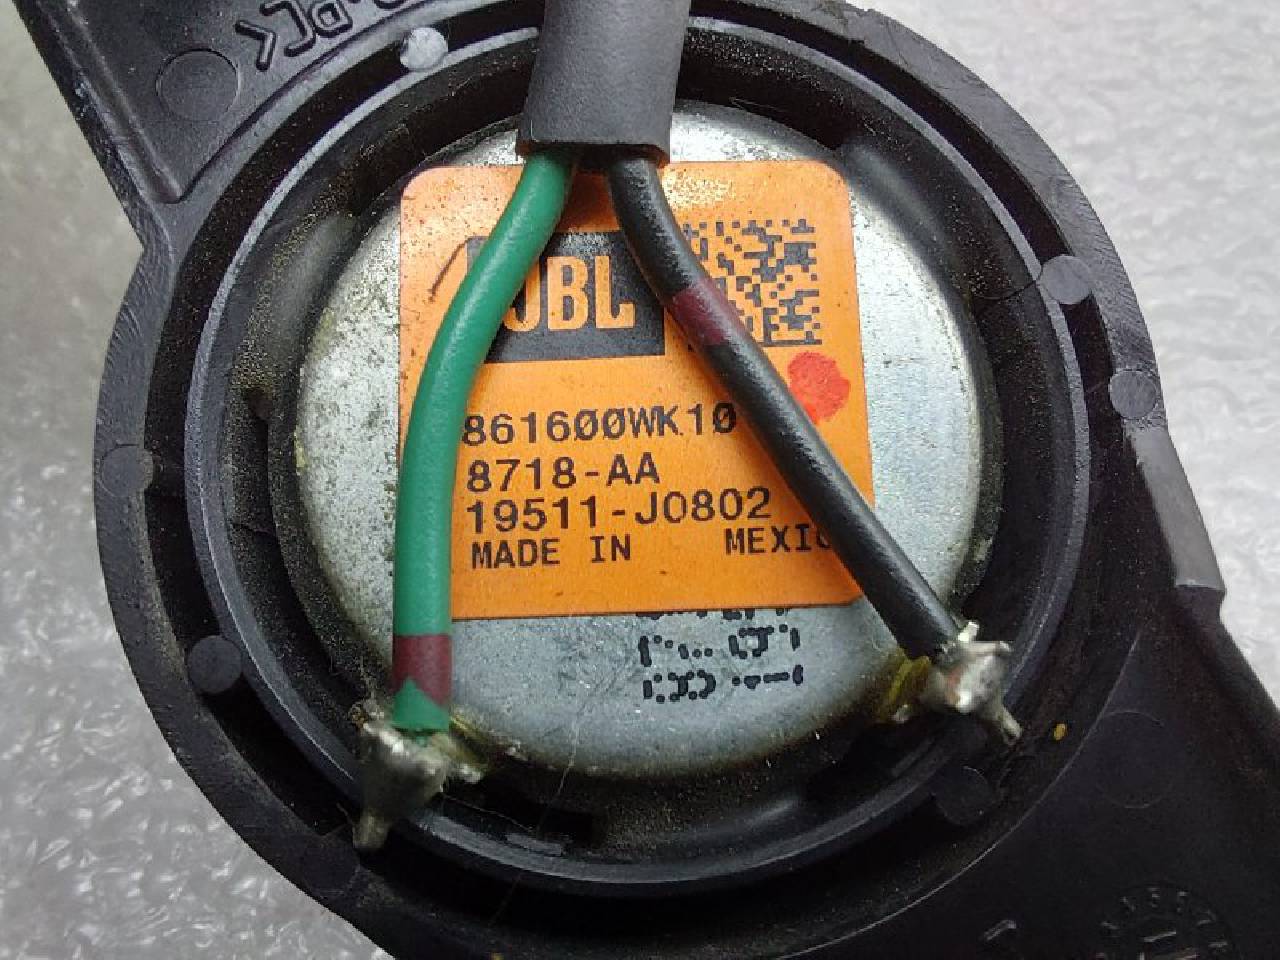 JBL
861600WK10
8718-AA
19511-J0802
MADE IN MEXIC